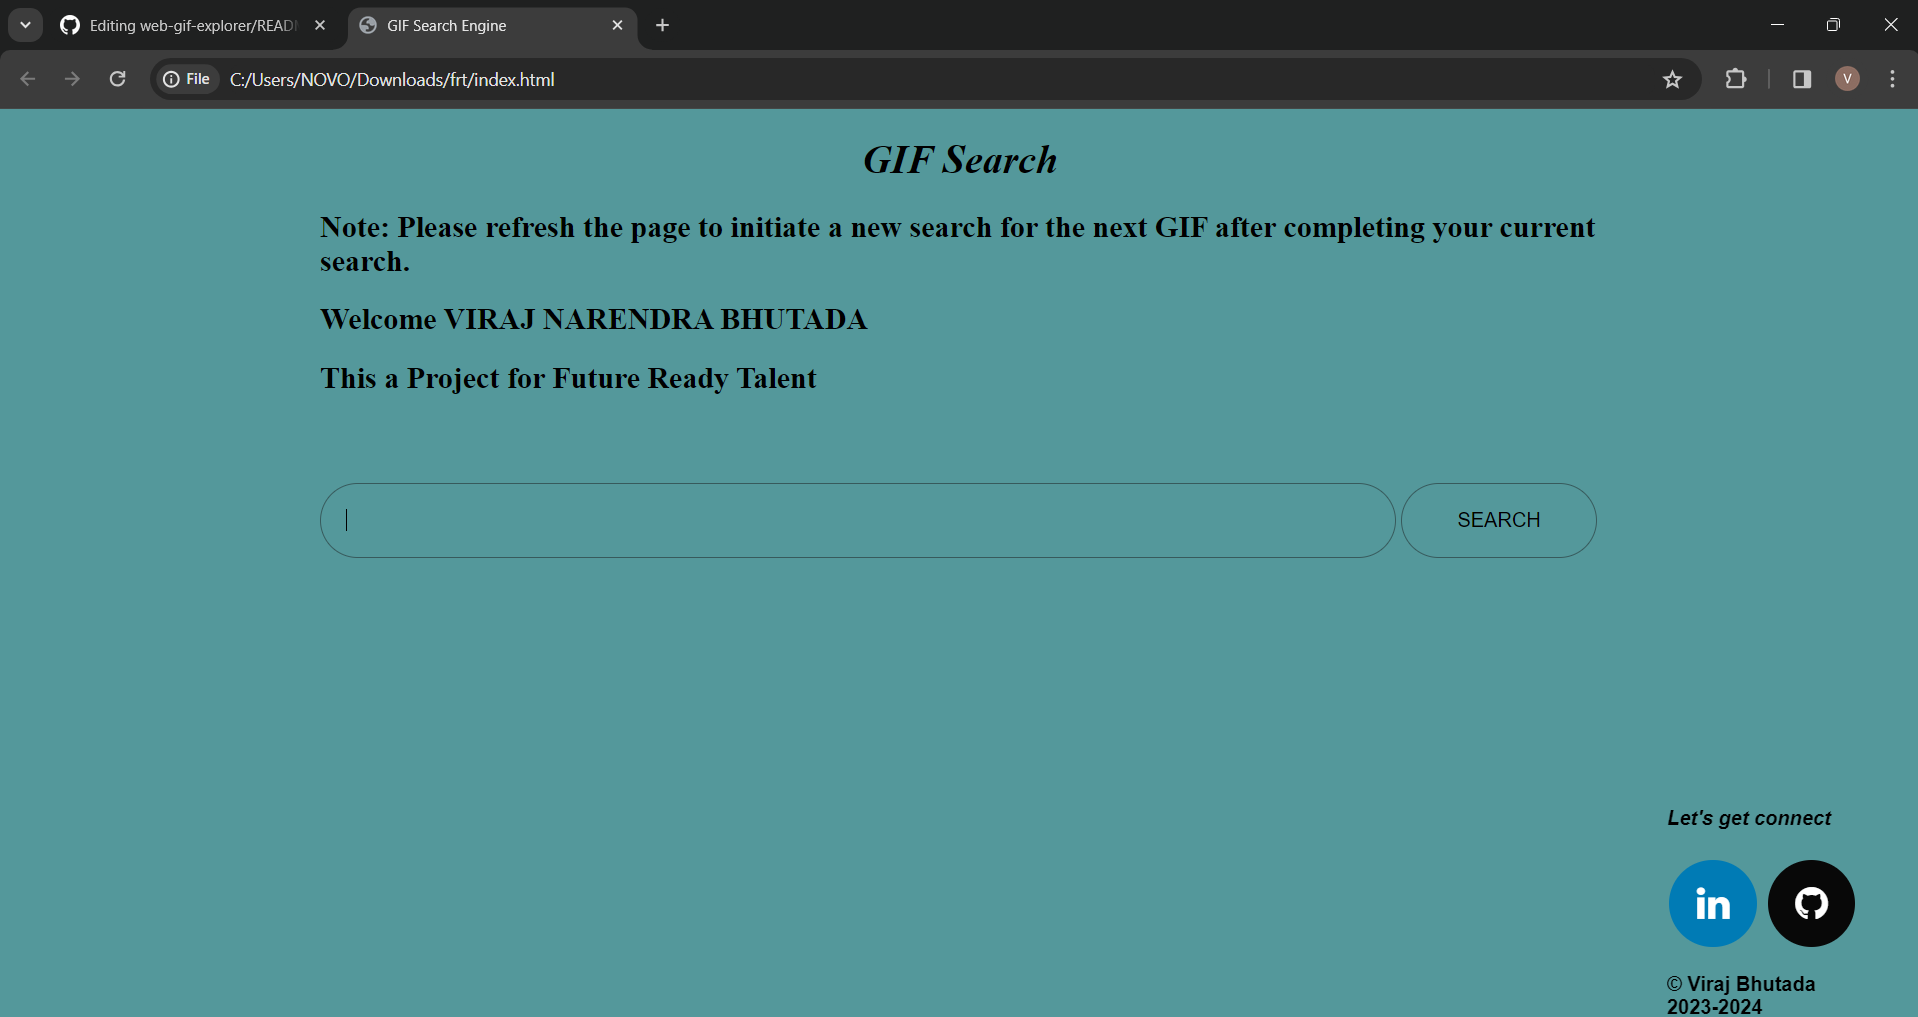 Editing web-gif-explorer/READ
GIF Search Engine
File
C:/Users/NOVO/Downloads/frt/index.html
V
GIF Search
Note: Please refresh the page to initiate a new search for the next GIF after completing your current
search.
Welcome VIRAJ NARENDRA BHUTADA
This a Project for Future Ready Talent
SEARCH
Let's get connect
in
© Viraj Bhutada
2023-2024